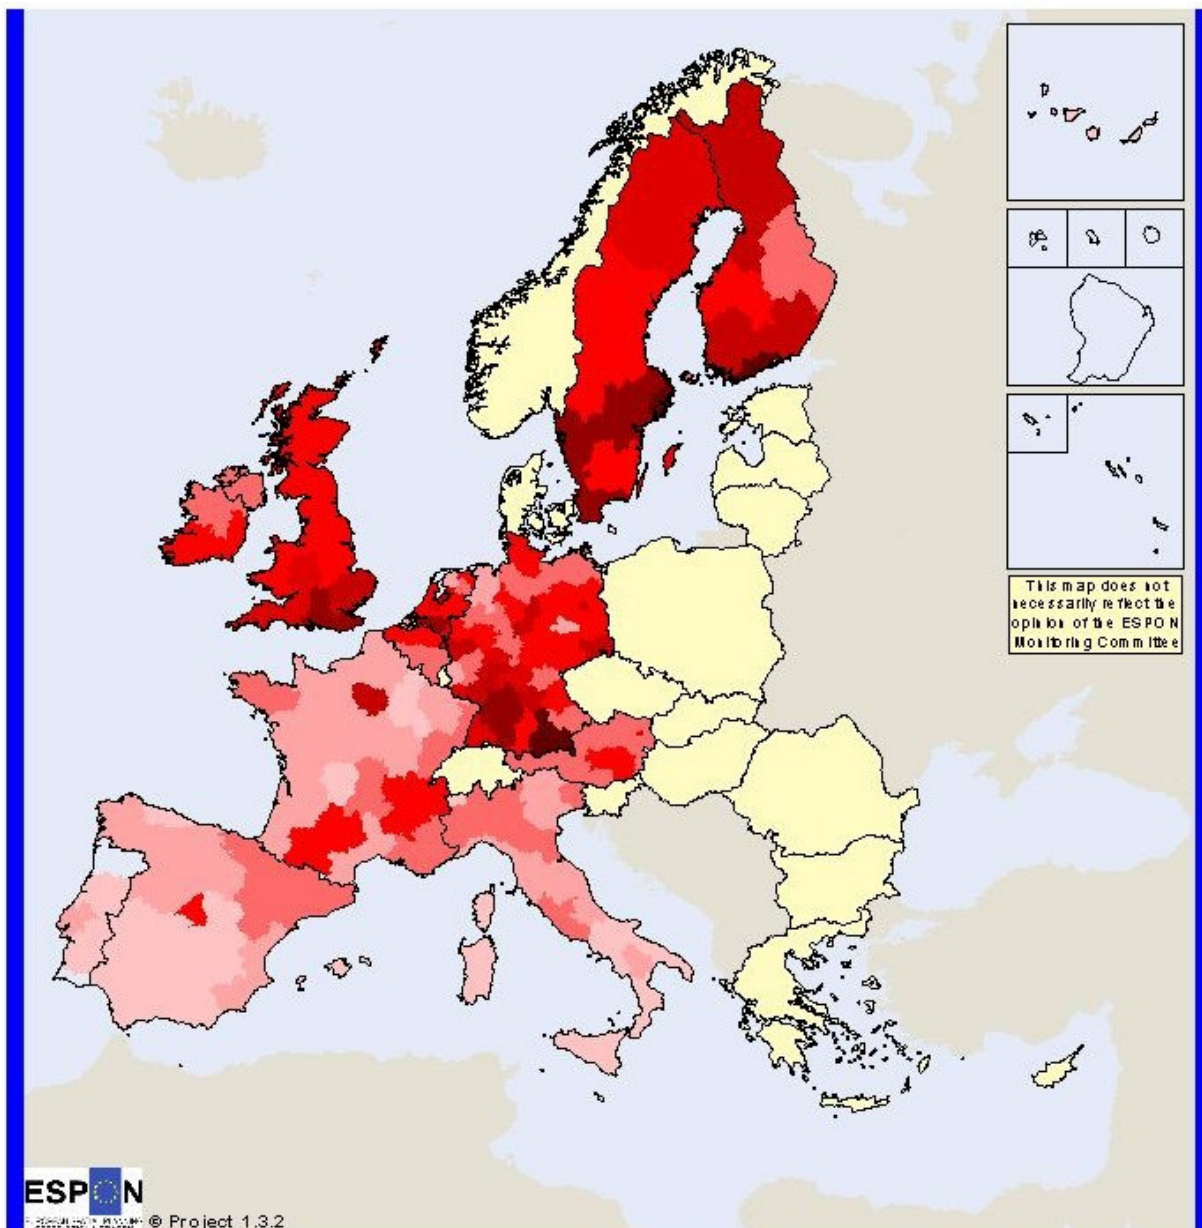 This map does not
necessarily reflect the
opinion of the ESPON
Monitoring Committee
ESPON
© Project 1.3.2